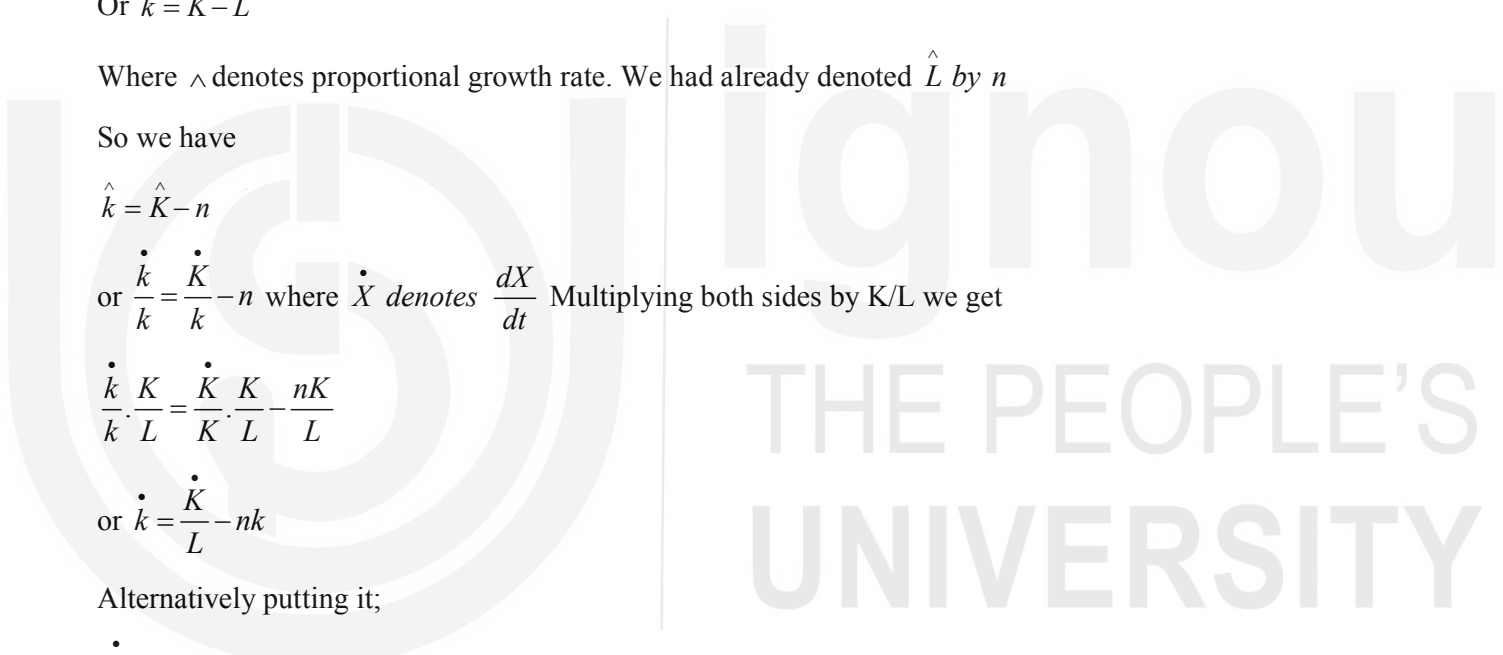 Or k = K – L
Where ∧ denotes proportional growth rate. We had already denoted L̂ by n
So we have
k̂ = K̂ – n
or k̇/k = K̇/k – n where Ẋ denotes dX/dt Multiplying both sides by K/L we get
k̇/k . K/L = K̇/K . K/L – nK/L
or k̇ = K̇/L – nk
Alternatively putting it;
ignou
THE PEOPLE'S
UNIVERSITY